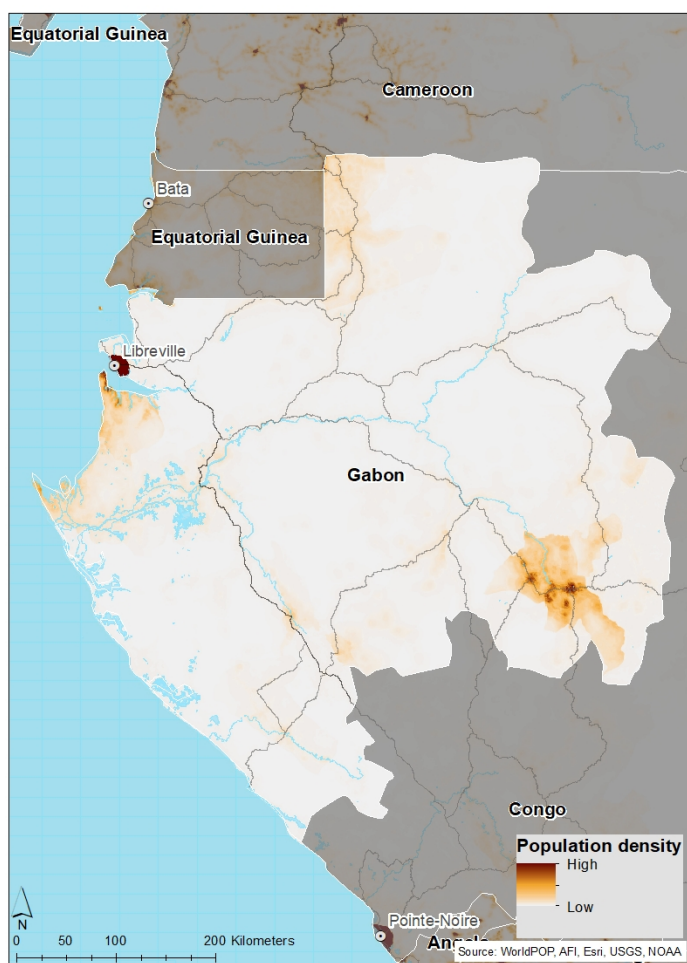 Equatorial Guinea
Cameroon
Bata
Equatorial Guinea
Libreville
Gabon
Congo
Population density
High
Low
Pointe-Noire
N
0 50 100 200 Kilometers
Angola
Source: WorldPOP, AFI, Esri, USGS, NOAA